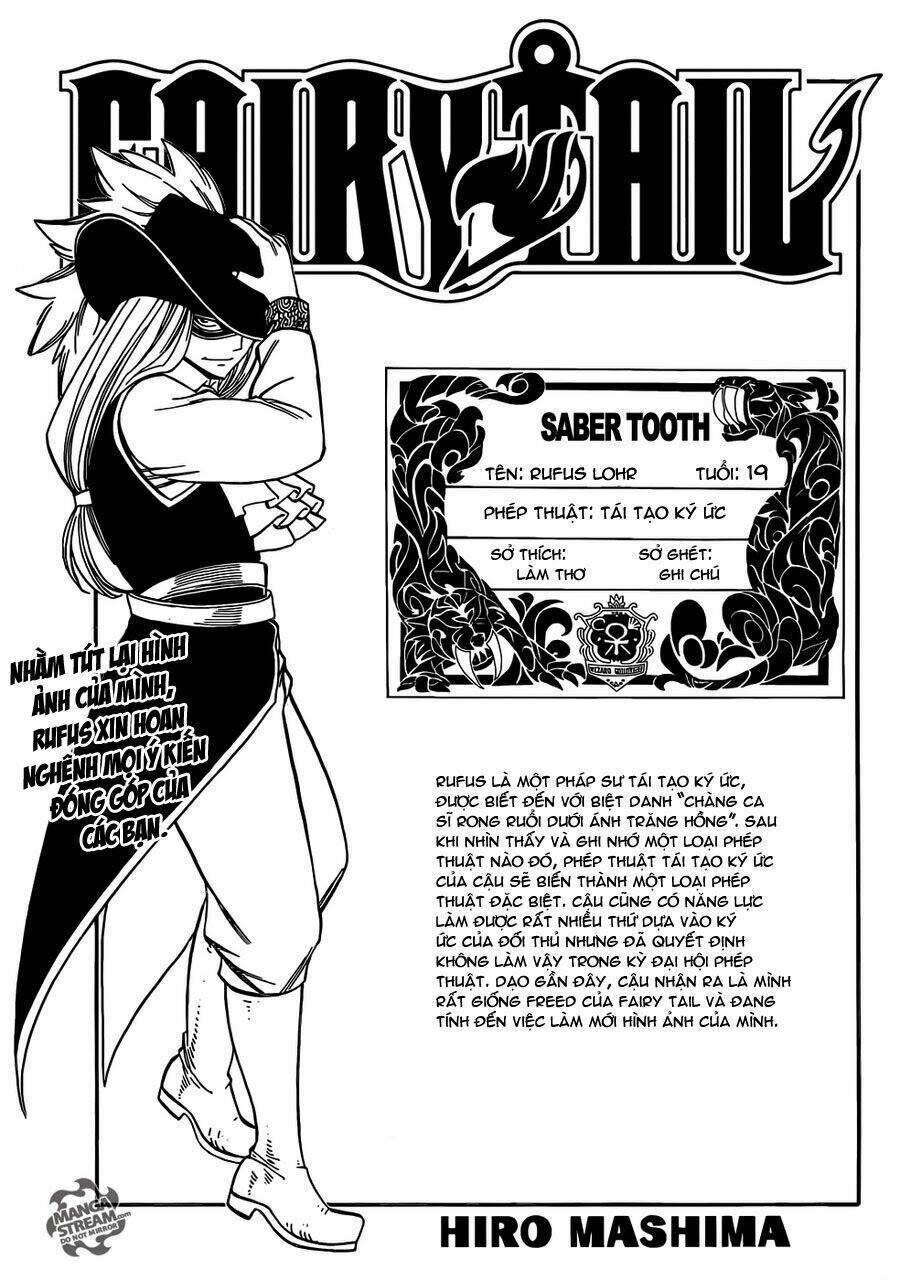 FAIRY TAIL
SABER TOOTH
TÊN: RUFUS LOHR TUỔI: 19
PHÉP THUẬT: TÁI TẠO KÝ ỨC
SỞ THÍCH: SỞ GHÉT:
LÀM THƠ GHI CHÚ
NHẰM TÚT LẠI HÌNH
ẢNH CỦA MÌNH,
RUFUS XIN HOAN
NGHÊNH MỌI Ý KIẾN
ĐÓNG GÓP CỦA
CÁC BẠN.
RUFUS LÀ MỘT PHÁP SƯ TÁI TẠO KÝ ỨC,
ĐƯỢC BIẾT ĐẾN VỚI BIỆT DANH "CHÀNG CA
SĨ RONG RUỔI DƯỚI ÁNH TRĂNG HỒNG". SAU
KHI NHÌN THẤY VÀ GHI NHỚ MỘT LOẠI PHÉP
THUẬT NÀO ĐÓ, PHÉP THUẬT TÁI TẠO KÝ ỨC
CỦA CẬU SẼ BIẾN THÀNH MỘT LOẠI PHÉP
THUẬT ĐẶC BIỆT. CẬU CŨNG CÓ NĂNG LỰC
LÀM ĐƯỢC RẤT NHIỀU THỨ DỰA VÀO KÝ
ỨC CỦA ĐỐI THỦ NHƯNG ĐÃ QUYẾT ĐỊNH
KHÔNG LÀM VẬY TRONG KỲ ĐẠI HỘI PHÉP
THUẬT. DẠO GẦN ĐÂY, CẬU NHẬN RA LÀ MÌNH
RẤT GIỐNG FREED CỦA FAIRY TAIL VÀ ĐANG
TÍNH ĐẾN VIỆC LÀM MỚI HÌNH ẢNH CỦA MÌNH.
MANGA
STREAM.com
DO NOT MIRROR
HIRO MASHIMA